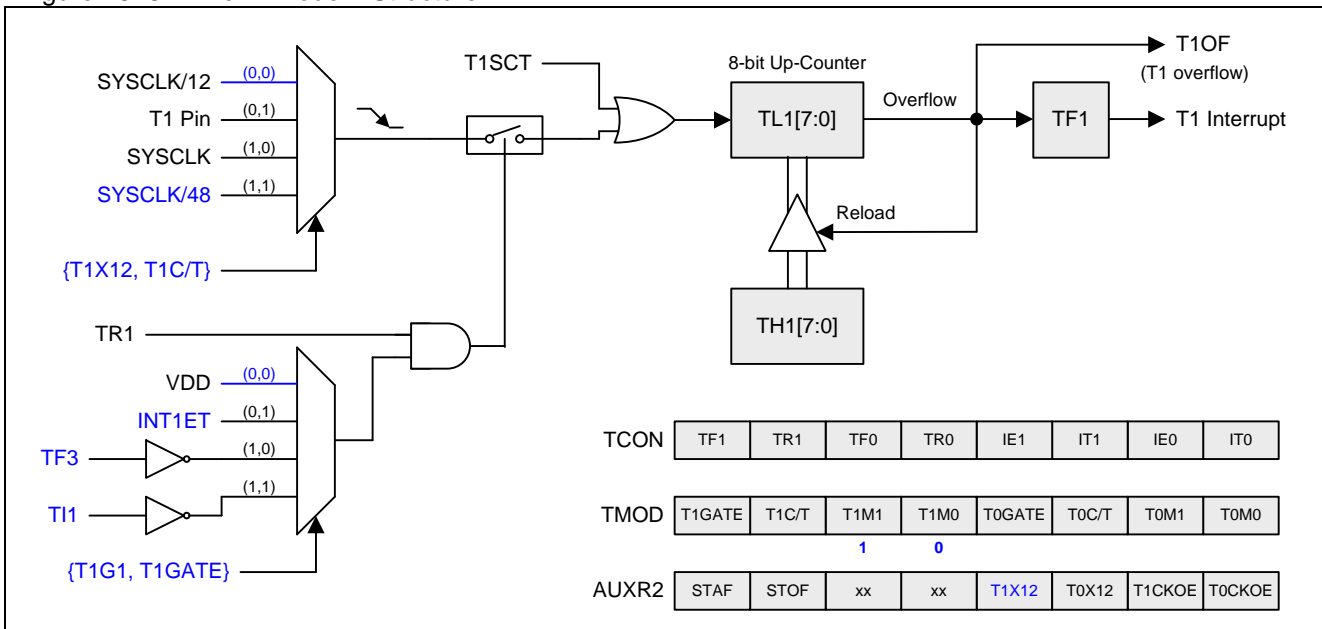 T1SCT
8-bit Up-Counter
T1OF
(T1 overflow)
SYSCLK/12 (0,0)
T1 Pin (0,1)
SYSCLK (1,0)
SYSCLK/48 (1,1)
TL1[7:0]
Overflow
TF1
T1 Interrupt
Reload
{T1X12, T1C/T}
TH1[7:0]
TR1
VDD (0,0)
INT1ET (0,1)
TF3 (1,0)
TI1 (1,1)
{T1G1, T1GATE}
TCON TF1 TR1 TF0 TR0 IE1 IT1 IE0 IT0
TMOD T1GATE T1C/T T1M1 T1M0 T0GATE T0C/T T0M1 T0M0
1 0
AUXR2 STAF STOF xx xx T1X12 T0X12 T1CKOE T0CKOE